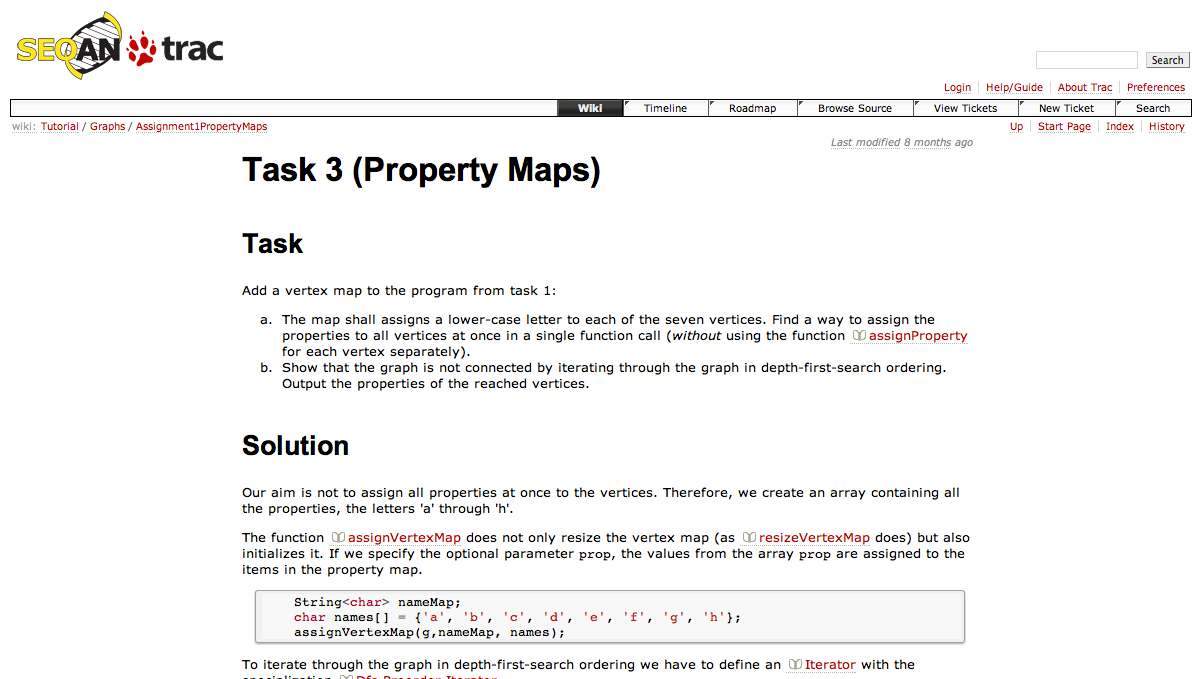 SEQAN trac
Search
Login Help/Guide About Trac Preferences
Wiki Timeline Roadmap Browse Source View Tickets New Ticket Search
wiki: Tutorial / Graphs / Assignment1PropertyMaps
Up Start Page Index History
Last modified 8 months ago
Task 3 (Property Maps)
Task
Add a vertex map to the program from task 1:
a. The map shall assigns a lower-case letter to each of the seven vertices. Find a way to assign the
properties to all vertices at once in a single function call (without using the function assignProperty
for each vertex separately).
b. Show that the graph is not connected by iterating through the graph in depth-first-search ordering.
Output the properties of the reached vertices.
Solution
Our aim is not to assign all properties at once to the vertices. Therefore, we create an array containing all
the properties, the letters 'a' through 'h'.
The function assignVertexMap does not only resize the vertex map (as resizeVertexMap does) but also
initializes it. If we specify the optional parameter prop, the values from the array prop are assigned to the
items in the property map.
String<char> nameMap;
char names[] = {'a', 'b', 'c', 'd', 'e', 'f', 'g', 'h'};
assignVertexMap(g,nameMap, names);
To iterate through the graph in depth-first-search ordering we have to define an Iterator with the
specialization Dfs Preorder Iterator